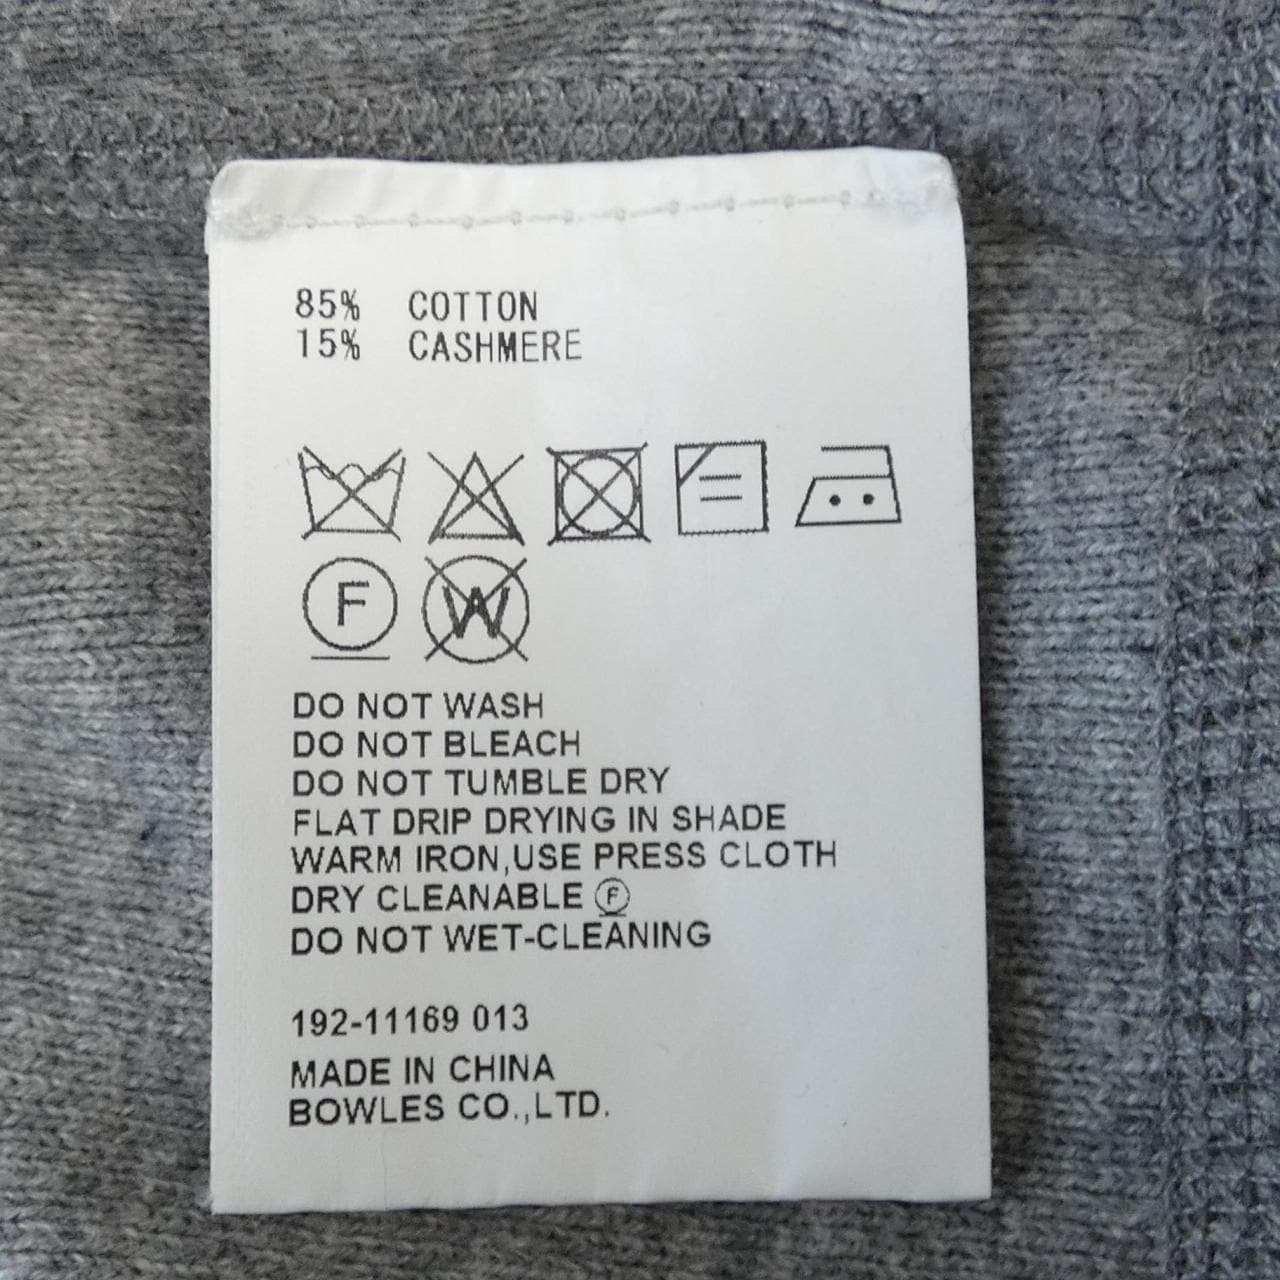 85% COTTON
15% CASHMERE
F W
DO NOT WASH
DO NOT BLEACH
DO NOT TUMBLE DRY
FLAT DRIP DRYING IN SHADE
WARM IRON,USE PRESS CLOTH
DRY CLEANABLE Ⓕ
DO NOT WET-CLEANING
192-11169 013
MADE IN CHINA
BOWLES CO.,LTD.